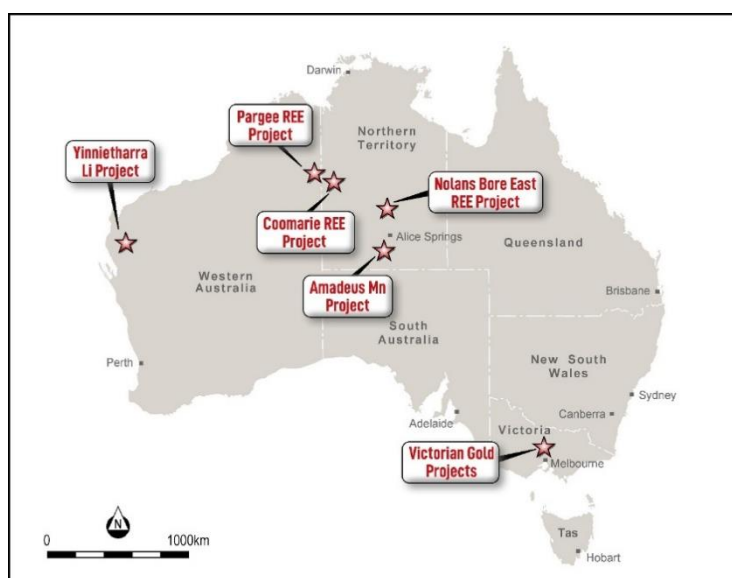 Darwin
Pargee REE
Project
Northern
Territory
Yinnietharra
Li Project
Nolans Bore East
REE Project
Coomarie REE
Project
Alice Springs
Queensland
Western
Australia
Amadeus Mn
Project
Brisbane
South
Australia
New South
Wales
Perth
Sydney
Canberra
Adelaide
Victoria
Victorian Gold
Projects
Melbourne
N
0 1000km
Tas
Hobart